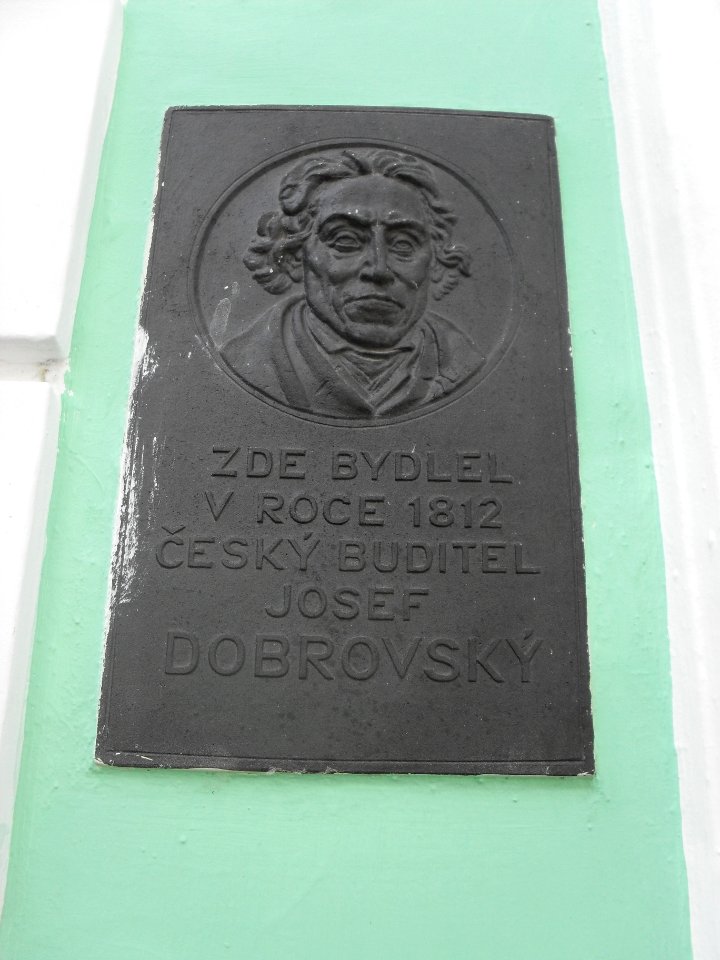 ZDE BYDLEL
V ROCE 1812
ČESKÝ BUDITEL
JOSEF
DOBROVSKÝ